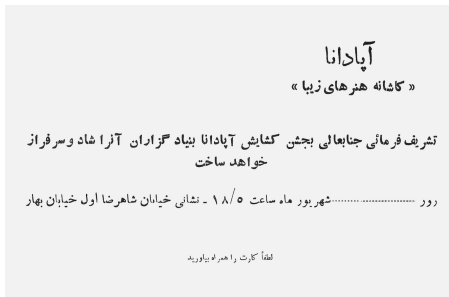 آپادانا
« کاشانه هنرهای زیبا »
تشریف فرمائی جنابعالی بجشن گشایش آپادانا بنیاد گزاران آنرا شاد و سرفراز
خواهد ساخت
روز ........................ شهریور ماه ساعت ۱۸/۵ ـ نشانی خیابان شاهرضا اول خیابان بهار
لطفاً کارت را همراه بیاورید